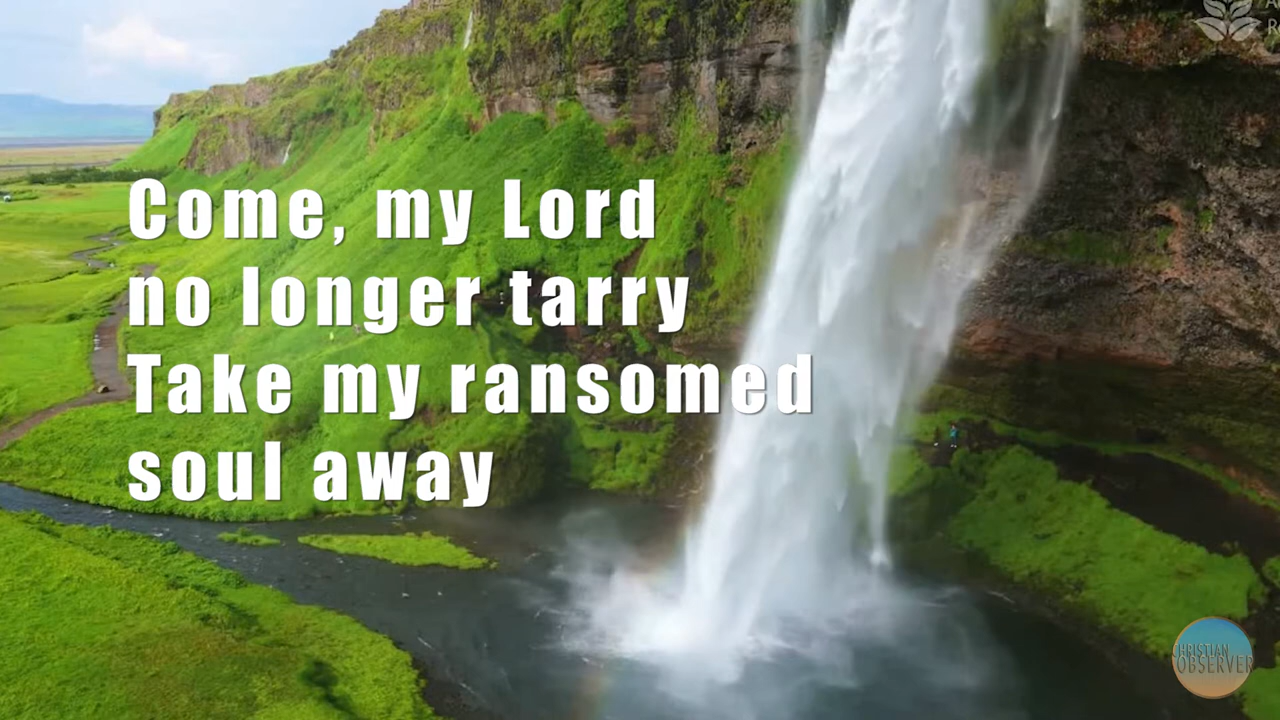 Come, my Lord
no longer tarry
Take my ransomed
soul away
CHRISTIAN
OBSERVER